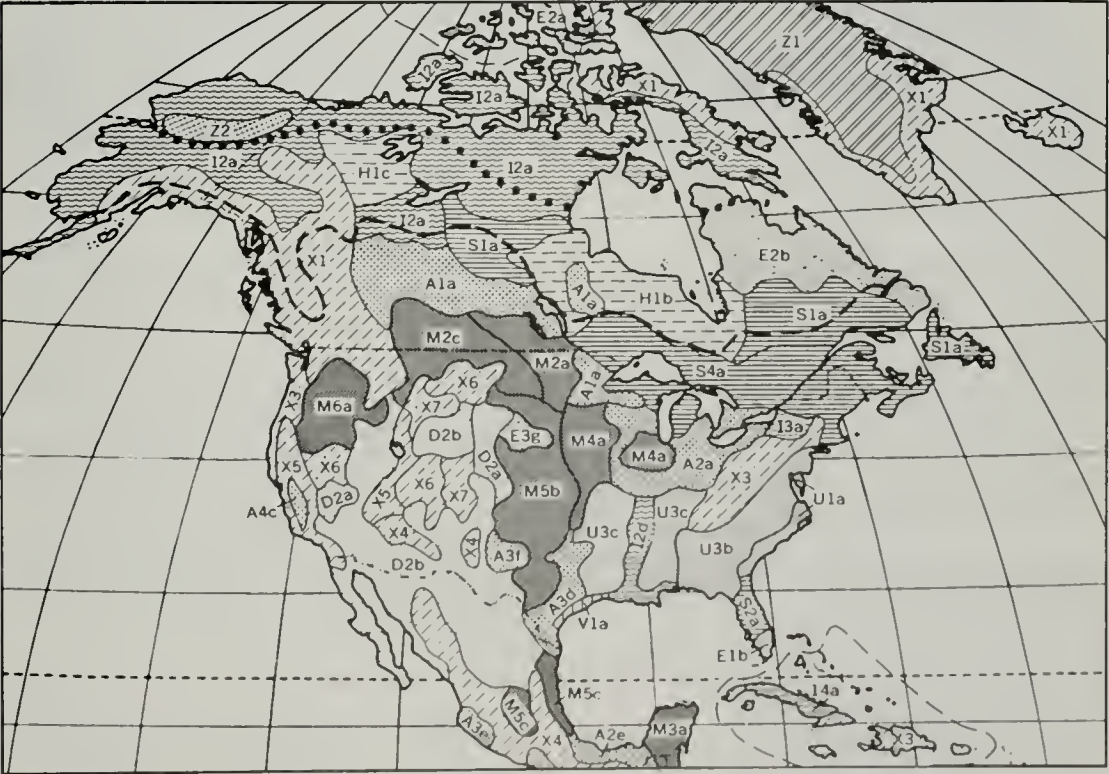 E2a
Z1
I2a
I2a
X1
X1
X1
Z2
I2a
I2a
I2a
H1c
I2a
S1a
E2b
X1
A1a
A1a
H1b
S1a
S1a
M2c
M2a
A1a
S4a
X3
M6a
X6
X7
D2b
E3g
D2a
M4a
M4a
A2a
I3a
X3
X5
X6
D2a
A4c
X5
X6
X7
M5b
U1a
U3c
I2d
U3c
U3b
X4
X4
A3f
D2b
A3d
V1a
S2a
E1b
M5c
M5c
A3e
X4
A2e
M3a
14a
X3